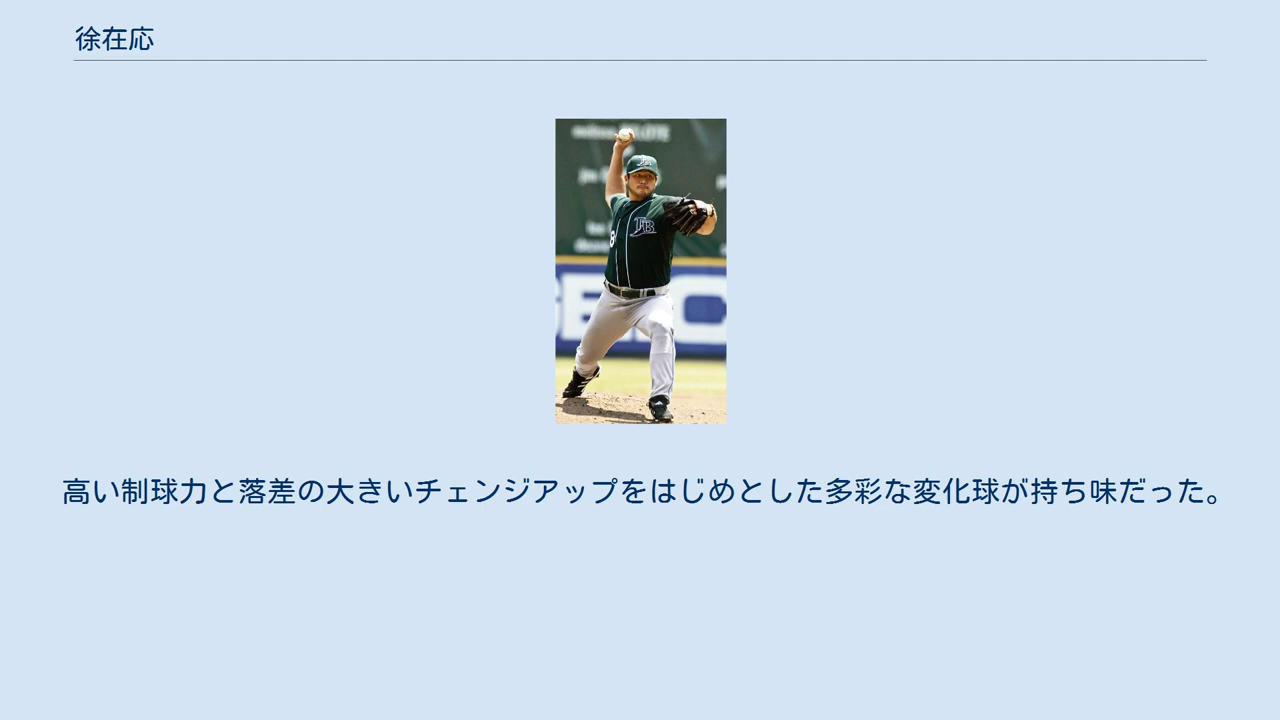 徐在応
TB
高い制球力と落差の大きいチェンジアップをはじめとした多彩な変化球が持ち味だった。